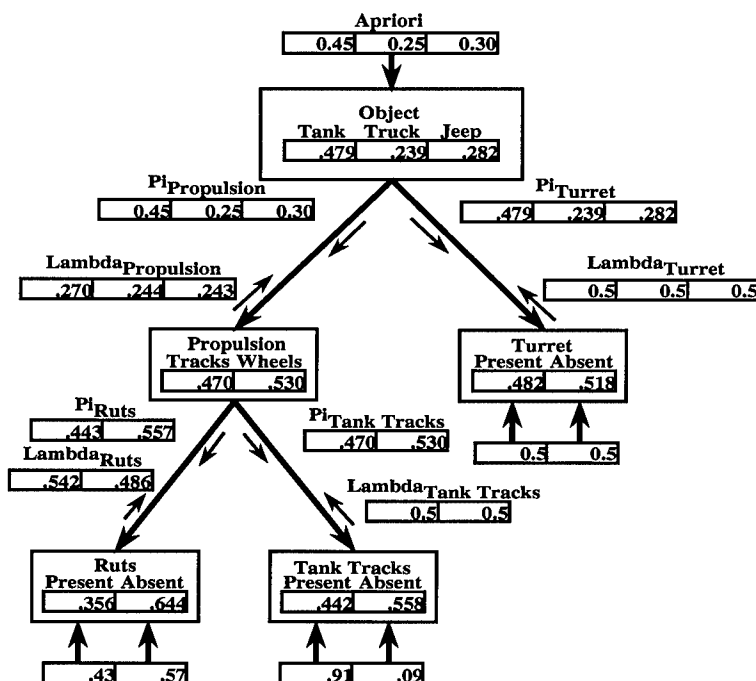 Apriori
0.45 0.25 0.30
Object
Tank Truck Jeep
.479 .239 .282
PiPropulsion
0.45 0.25 0.30
PiTurret
.479 .239 .282
LambdaPropulsion
.270 .244 .243
LambdaTurret
0.5 0.5 0.5
Propulsion
Tracks Wheels
.470 .530
Turret
Present Absent
.482 .518
PiRuts
.443 .557
PiTank Tracks
.470 .530
0.5 0.5
LambdaRuts
.542 .486
LambdaTank Tracks
0.5 0.5
Ruts
Present Absent
.356 .644
Tank Tracks
Present Absent
.442 .558
.43 .57
.91 .09